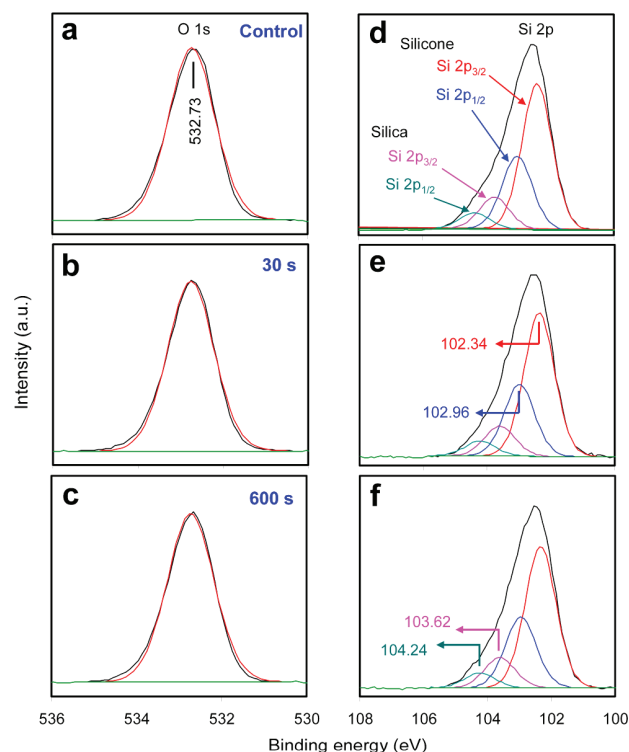 a
O 1s
Control
532.73
b
30 s
c
600 s
536
534
532
530
d
Si 2p
Silicone
Si 2p3/2
Si 2p1/2
Silica
Si 2p3/2
Si 2p1/2
e
102.34
102.96
f
103.62
104.24
108
106
104
102
100
Intensity (a.u.)
Binding energy (eV)